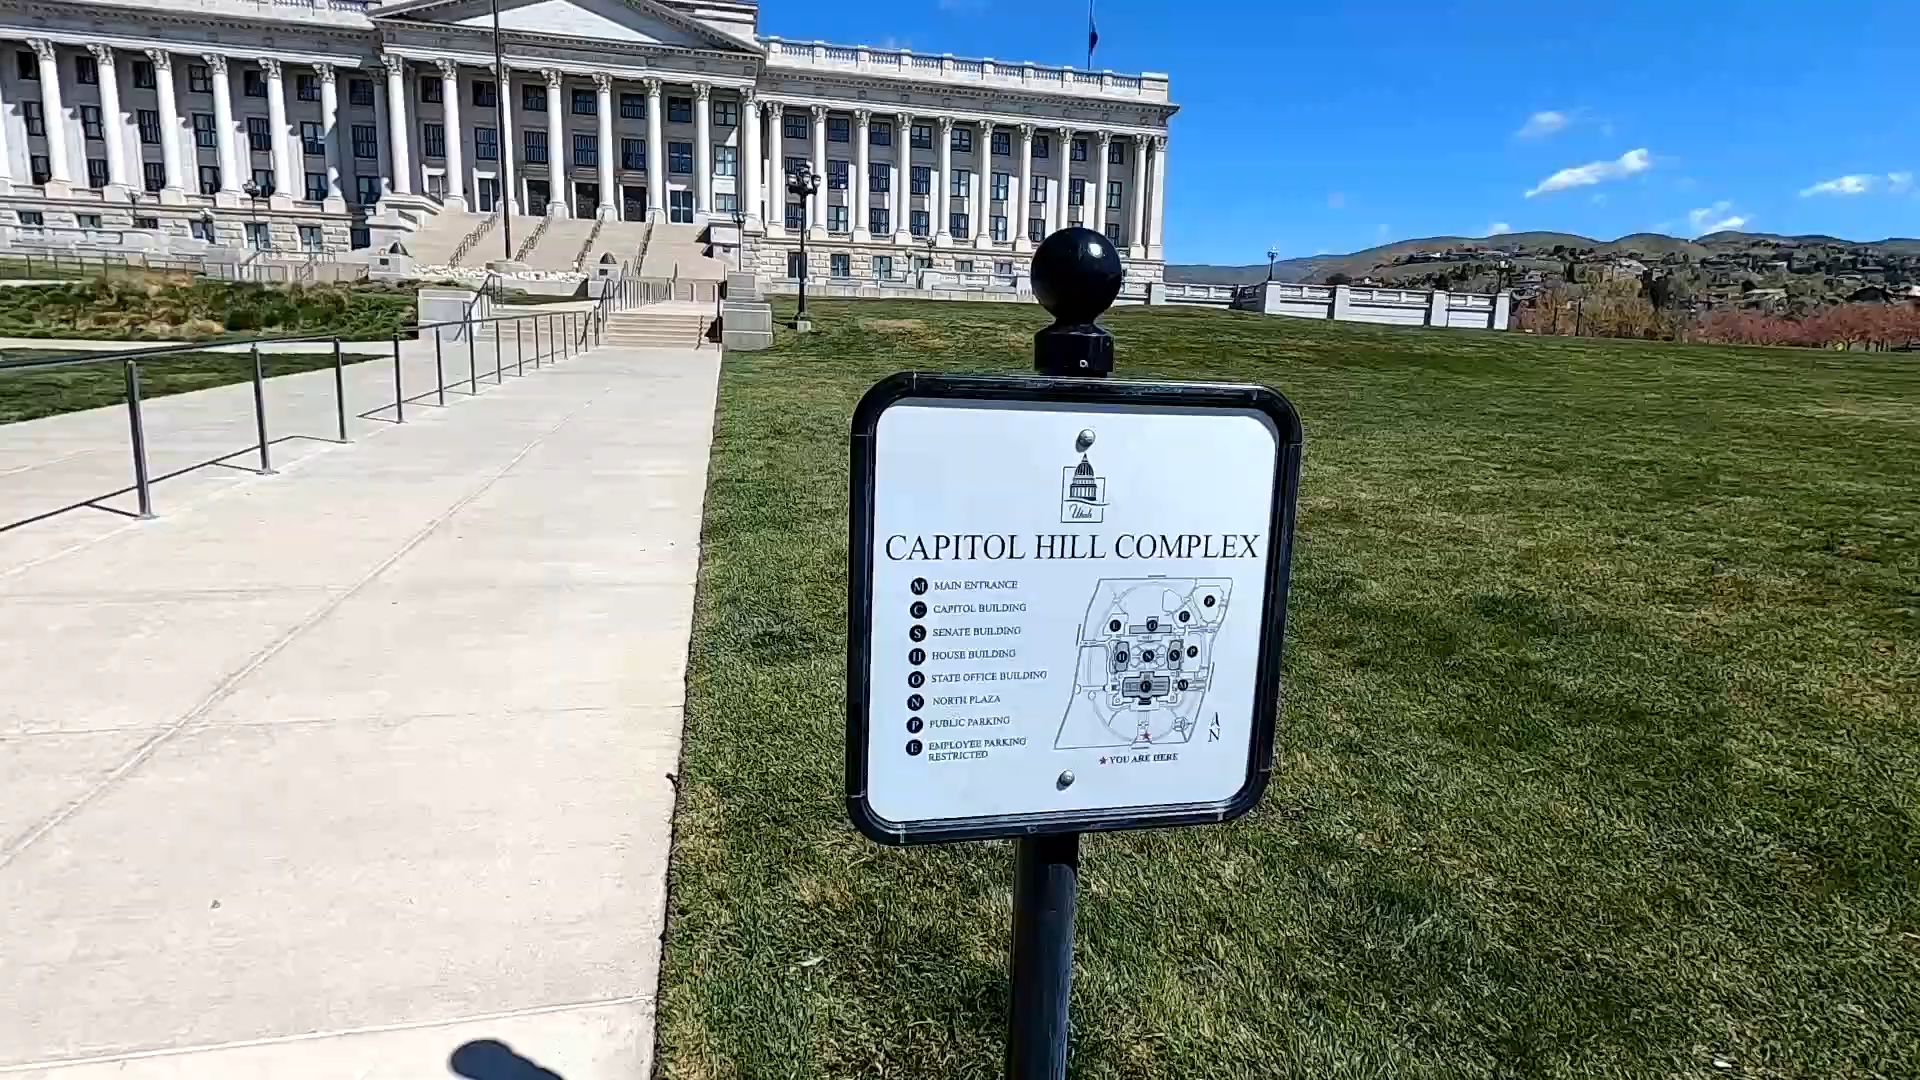 Utah
CAPITOL HILL COMPLEX
M MAIN ENTRANCE
C CAPITOL BUILDING
S SENATE BUILDING
H HOUSE BUILDING
O STATE OFFICE BUILDING
N NORTH PLAZA
P PUBLIC PARKING
E EMPLOYEE PARKING
RESTRICTED
P
E O E
H N S P
C M
N
★ YOU ARE HERE